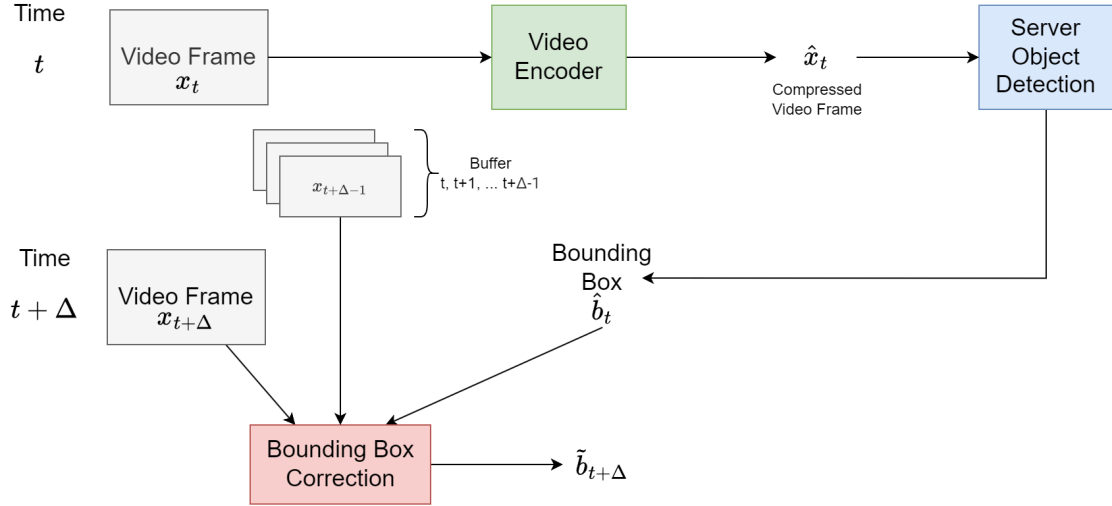 Time
t
Video Frame
x_t
Video
Encoder
x̂_t
Compressed
Video Frame
Server
Object
Detection
x_{t+Δ−1}
Buffer
t, t+1, ... t+Δ-1
Time
t + Δ
Video Frame
x_{t+Δ}
Bounding
Box
b̂_t
Bounding Box
Correction
b̃_{t+Δ}